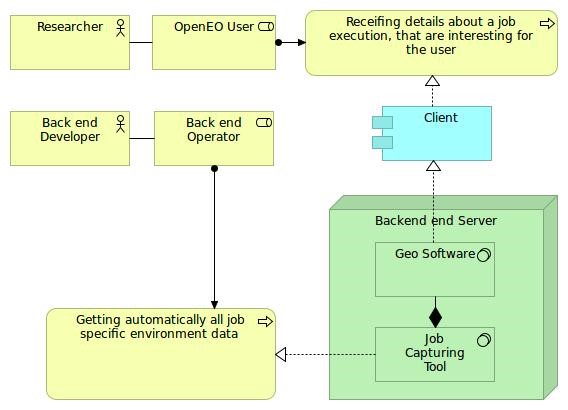 Researcher
OpenEO User
Receifing details about a job
execution, that are interesting for
the user
Back end
Developer
Back end
Operator
Client
Backend end Server
Geo Software
Getting automatically all job
specific environment data
Job
Capturing
Tool